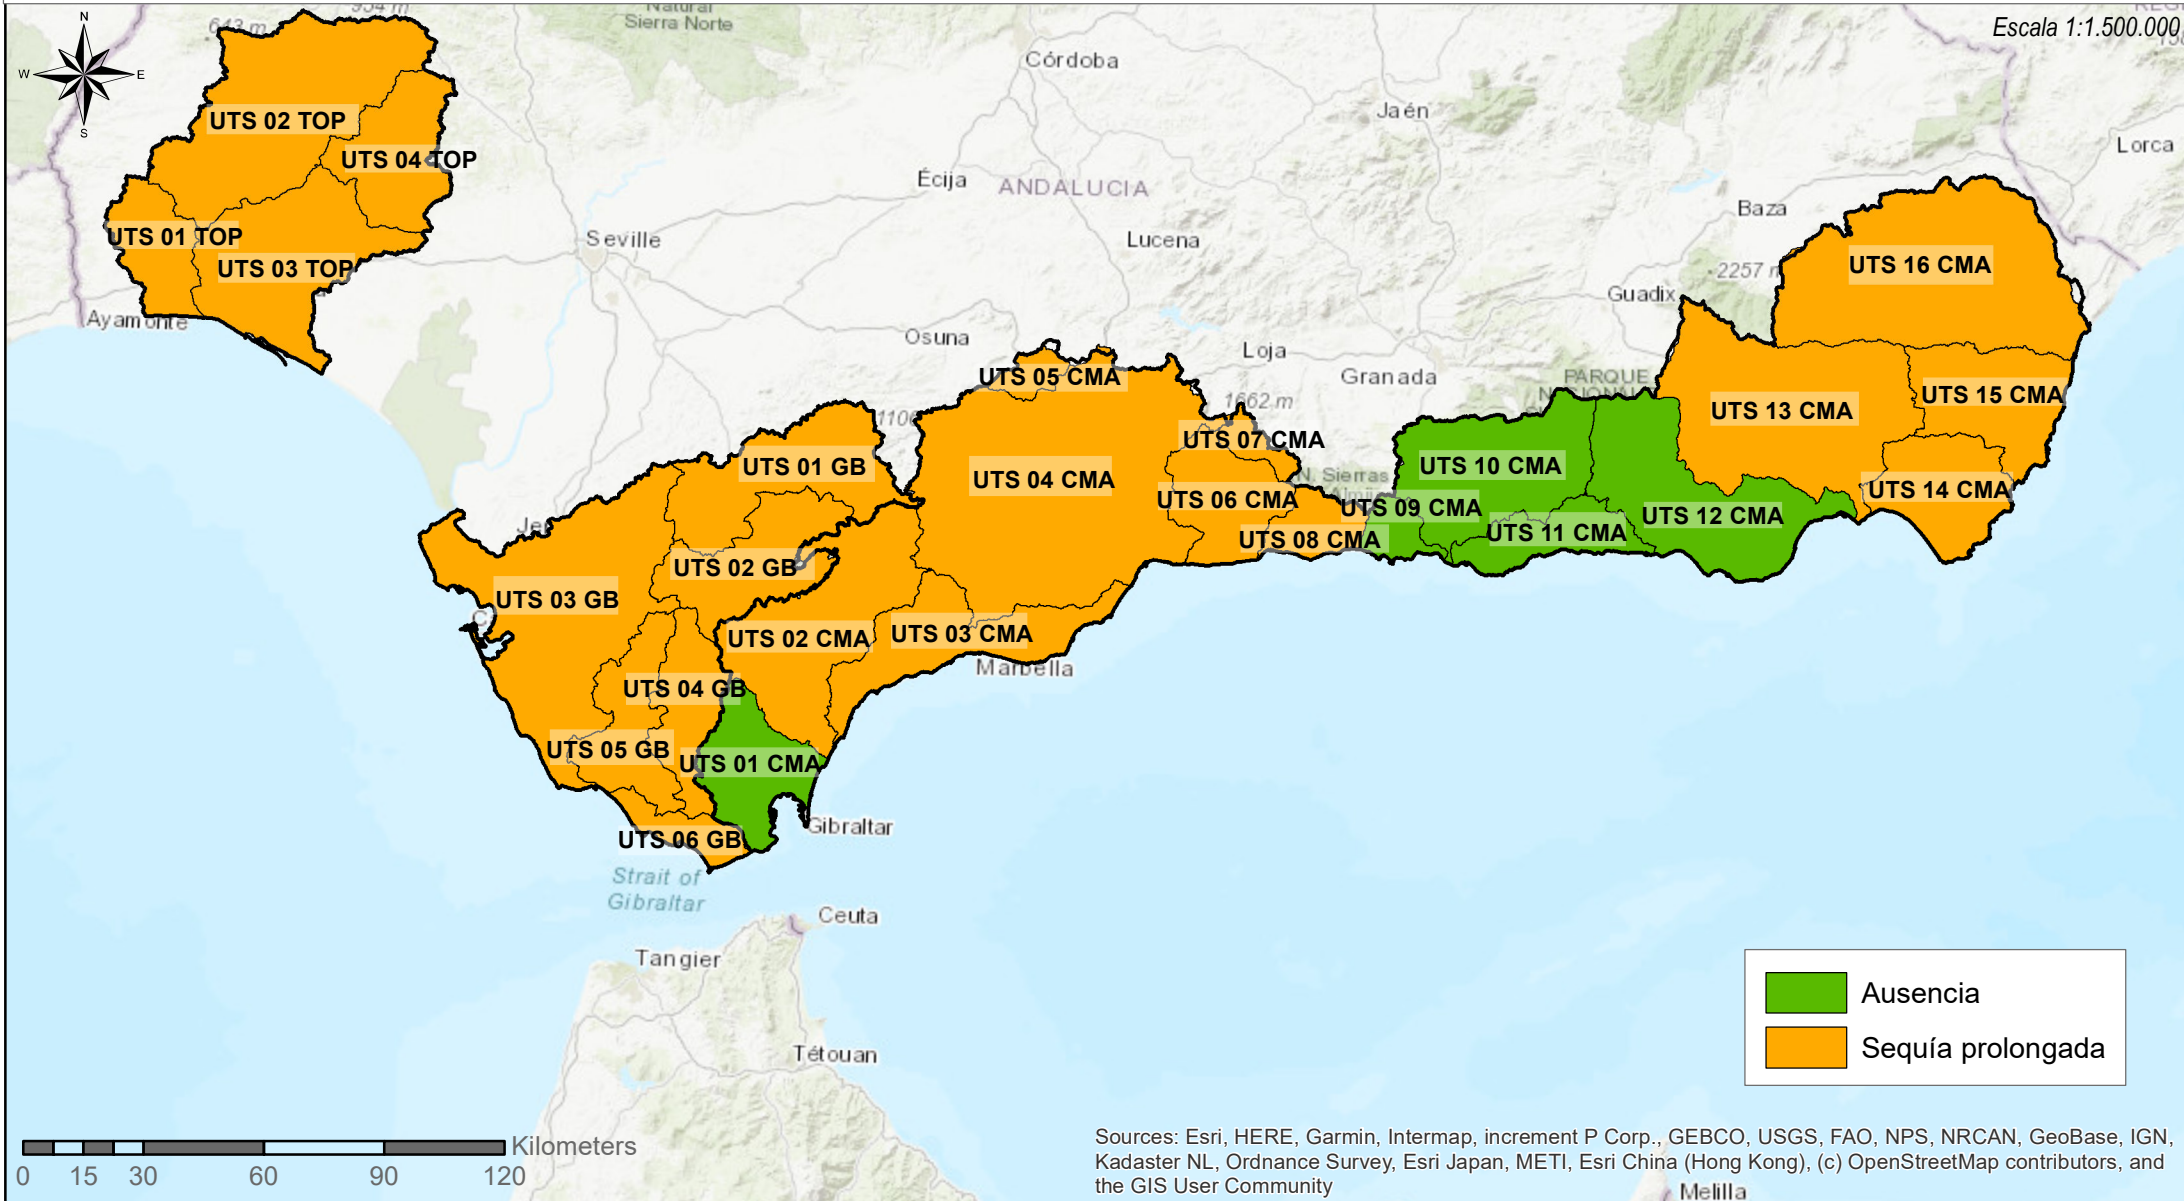 N
W
E
S
643 m
954 m
Natural
Sierra Norte
Escala 1:1.500.000
Córdoba
Jaén
Lorca
UTS 02 TOP
UTS 04 TOP
Écija
ANDALUCIA
Baza
UTS 01 TOP
UTS 03 TOP
Seville
Lucena
2257 m
UTS 16 CMA
Guadix
Ayamonte
Osuna
Loja
Granada
PARQUE
UTS 05 CMA
UTS 13 CMA
UTS 15 CMA
1662 m
UTS 07 CMA
UTS 01 GB
UTS 04 CMA
UTS 10 CMA
N. Sierras
UTS 06 CMA
UTS 09 CMA
UTS 14 CMA
UTS 12 CMA
UTS 11 CMA
UTS 08 CMA
UTS 02 GB
UTS 03 GB
UTS 02 CMA
UTS 03 CMA
Marbella
UTS 04 GB
UTS 05 GB
UTS 01 CMA
Gibraltar
UTS 06 GB
Strait of
Gibraltar
Ceuta
Tangier
Tétouan
Ausencia
Sequía prolongada
Kilometers
0 15 30 60 90 120
Sources: Esri, HERE, Garmin, Intermap, increment P Corp., GEBCO, USGS, FAO, NPS, NRCAN, GeoBase, IGN,
Kadaster NL, Ordnance Survey, Esri Japan, METI, Esri China (Hong Kong), (c) OpenStreetMap contributors, and
the GIS User Community
Melilla